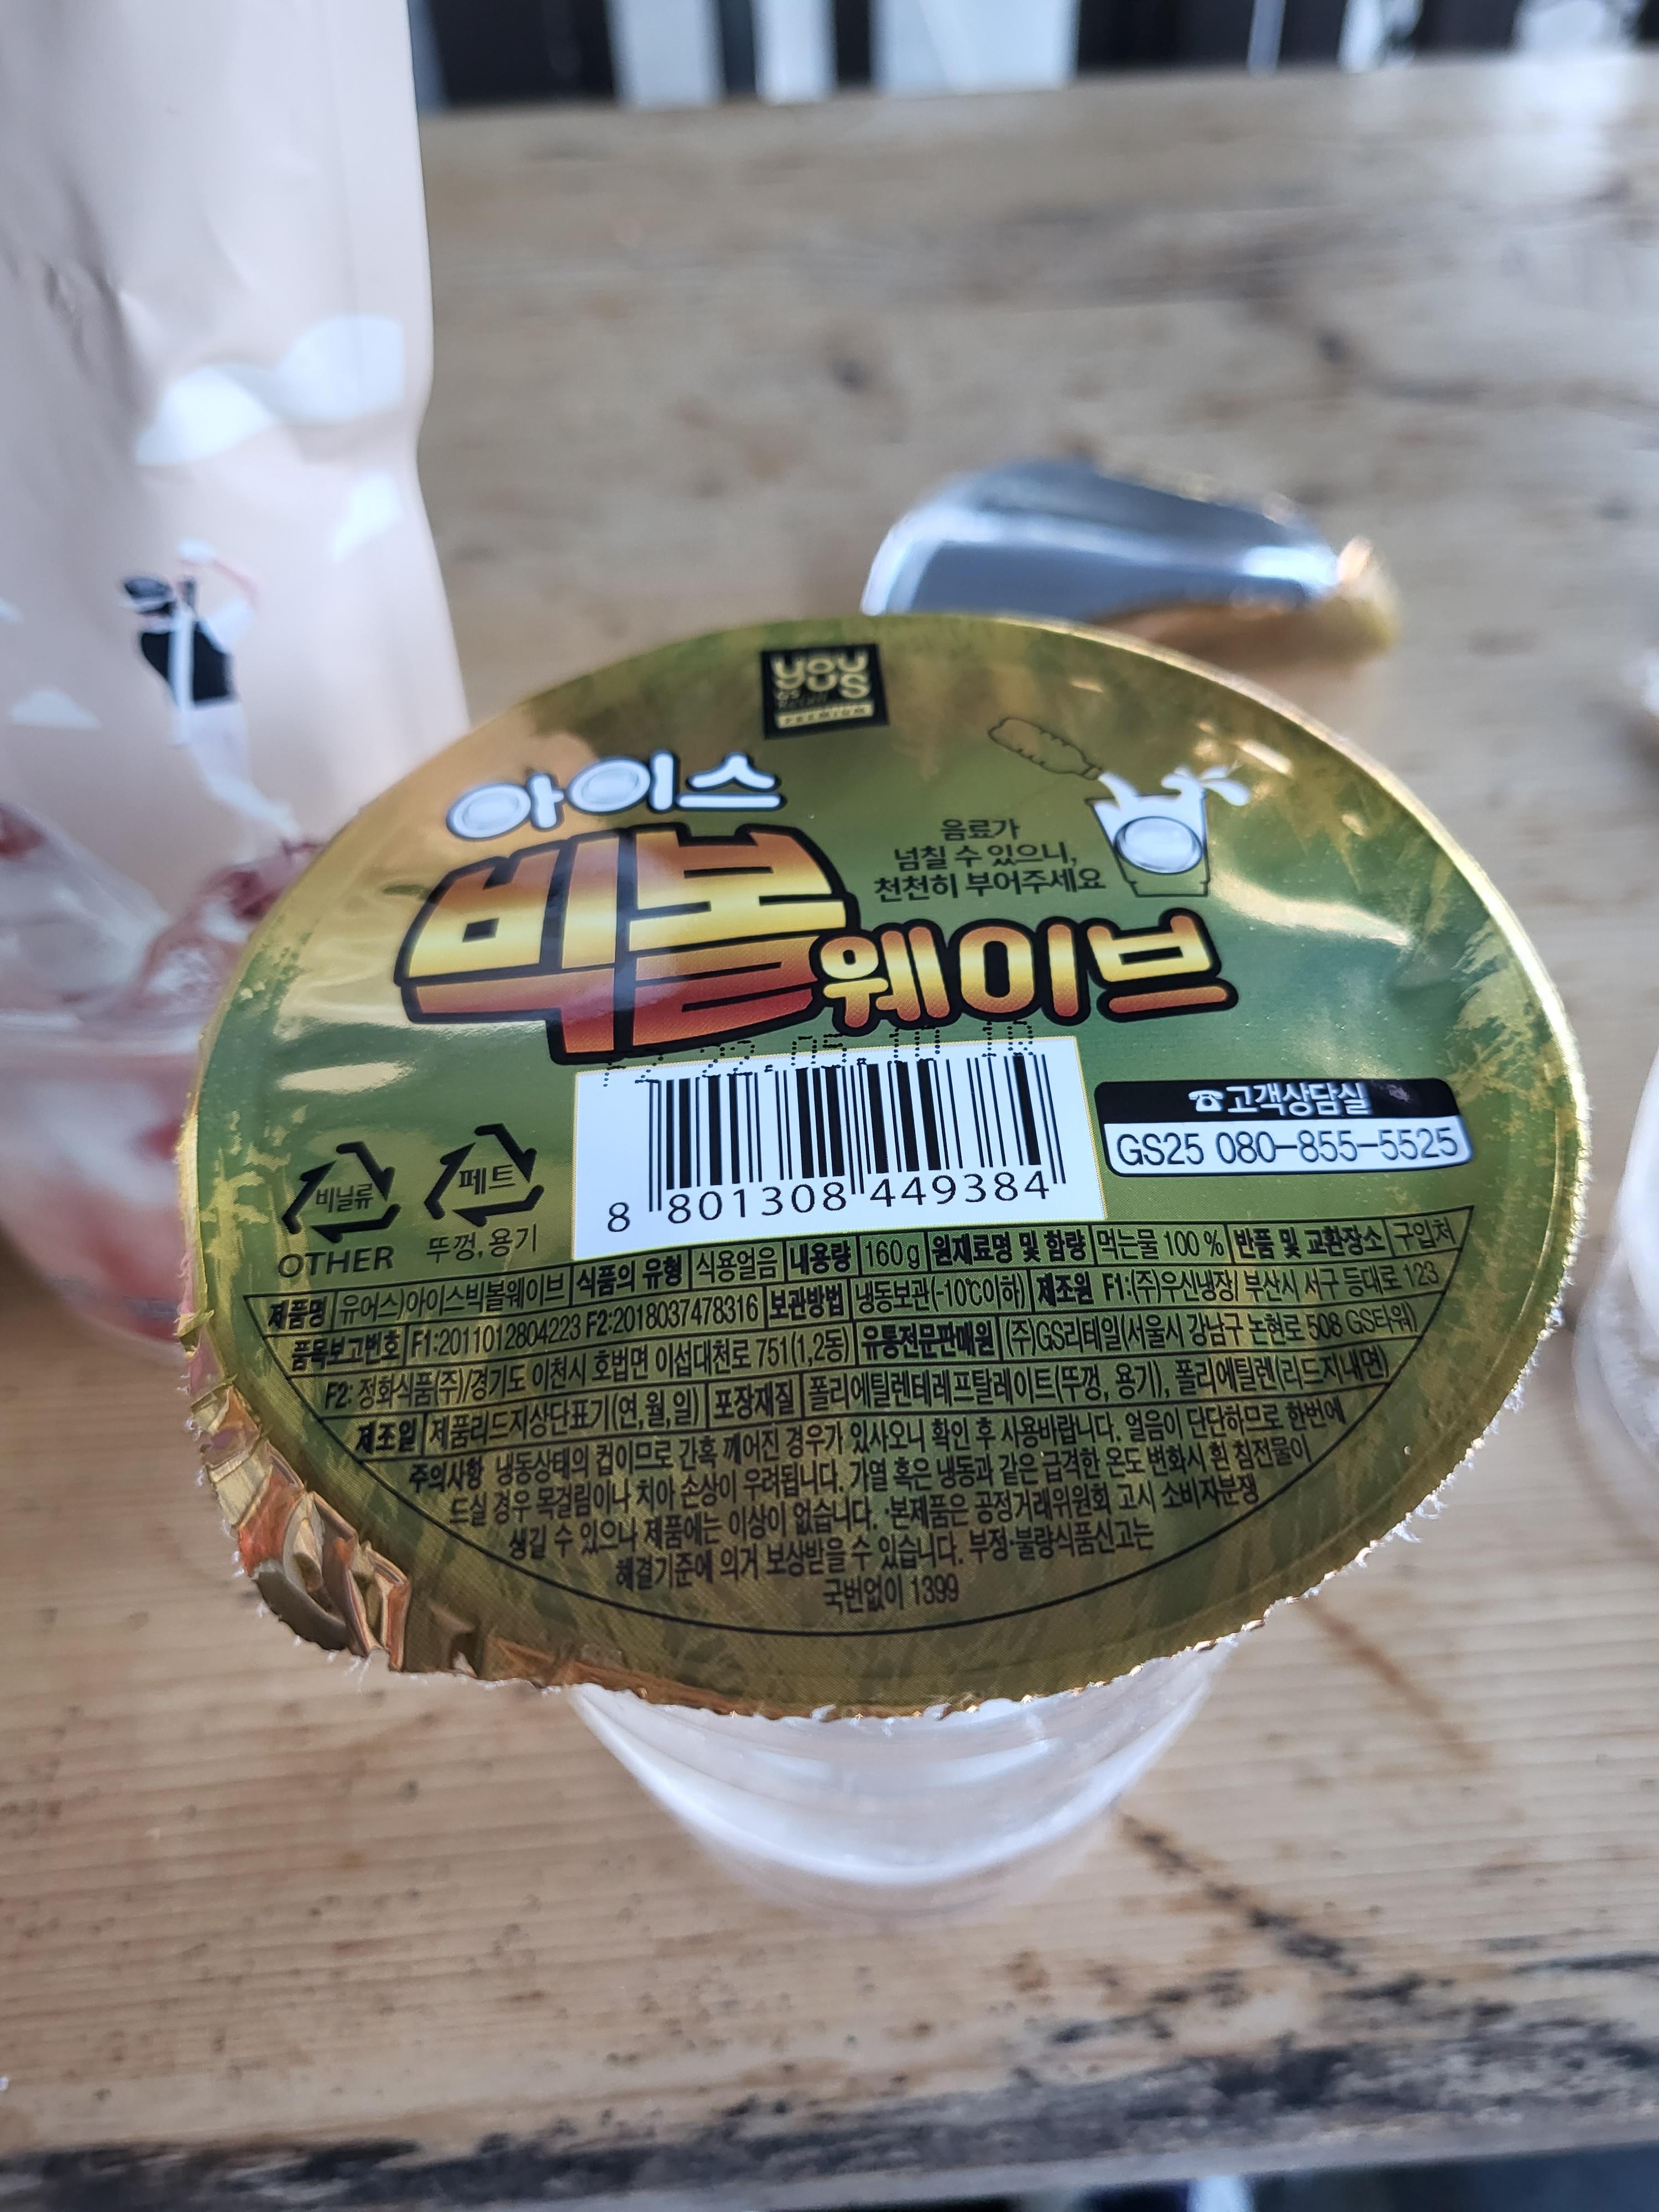 YOU
US
PREMIUM
아이스
빅볼
웨이브
음료가
넘칠 수 있으니,
천천히 부어주세요
F2 22.05.10 18
☎고객상담실
GS25 080-855-5525
비닐류
OTHER
페트
뚜껑, 용기
8 801308 449384
제품명 유어스)아이스빅볼웨이브 식품의 유형 식용얼음 내용량 160g 원재료명 및 함량 먹는물 100 % 반품 및 교환장소 구입처
품목보고번호 F1:2011012804223 F2:2018037478316 보관방법 냉동보관(-10℃이하) 제조원 F1:(주)우신냉장/ 부산시 서구 등대로 123
F2: 정화식품(주)/경기도 이천시 호법면 이섭대천로 751(1,2동) 유통전문판매원 (주)GS리테일(서울시 강남구 논현로 508 GS타워)
제조일 제품리드지상단표기(연,월,일) 포장재질 폴리에틸렌테레프탈레이트(뚜껑, 용기), 폴리에틸렌(리드지내면)
주의사항 냉동상태의 컵이므로 간혹 깨어진 경우가 있사오니 확인 후 사용바랍니다. 얼음이 단단하므로 한번에
드실 경우 목걸림이나 치아 손상이 우려됩니다. 가열 혹은 냉동과 같은 급격한 온도 변화시 흰 침전물이
생길 수 있으나 제품에는 이상이 없습니다. ·본제품은 공정거래위원회 고시 소비자분쟁
해결기준에 의거 보상받을 수 있습니다. 부정·불량식품신고는
국번없이 1399